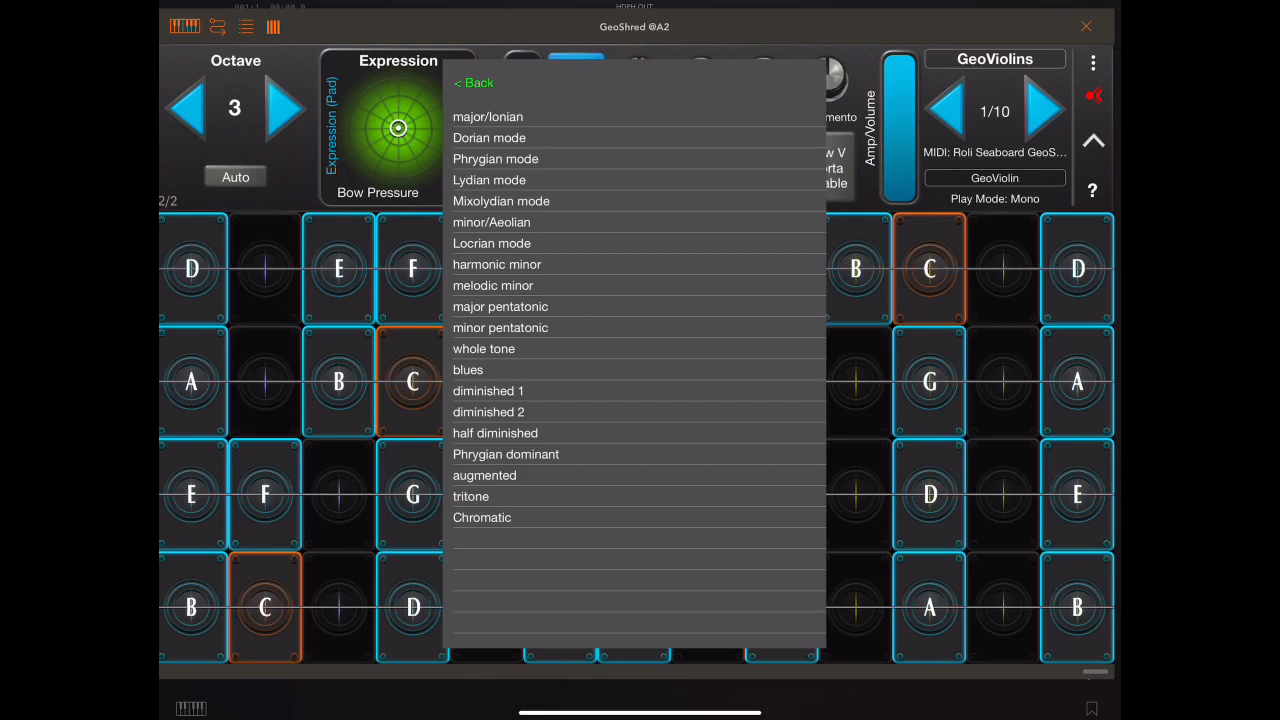 HDPH OUT
GeoShred @A2
Octave
3
Auto
2/2
Expression
Expression (Pad)
Bow Pressure
< Back
major/Ionian
Dorian mode
Phrygian mode
Lydian mode
Mixolydian mode
minor/Aeolian
Locrian mode
harmonic minor
melodic minor
major pentatonic
minor pentatonic
whole tone
blues
diminished 1
diminished 2
half diminished
Phrygian dominant
augmented
tritone
Chromatic
Amp/Volume
GeoViolins
1/10
MIDI: Roli Seaboard GeoS...
GeoViolin
Play Mode: Mono
?
D E F B C D
A B C G A
E F G D E
B C D A B